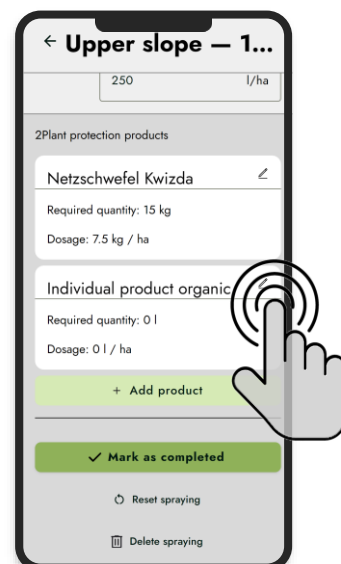 Upper slope — 1...
250 l/ha
2Plant protection products
Netzschwefel Kwizda
Required quantity: 15 kg
Dosage: 7.5 kg / ha
Individual product organic
Required quantity: 0 l
Dosage: 0 l / ha
+ Add product
Mark as completed
Reset spraying
Delete spraying